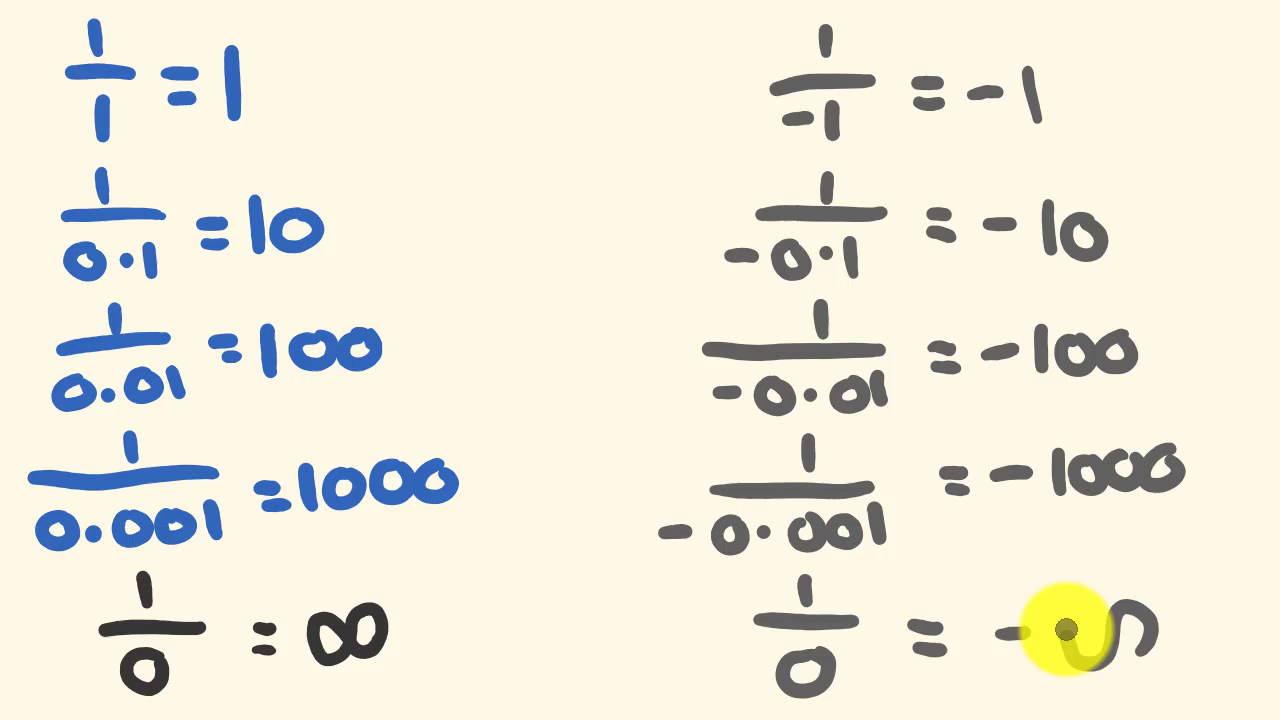 1/1 = 1
1/0.1 = 10
1/0.01 = 100
1/0.001 = 1000
1/0 = ∞
1/-1 = -1
1/-0.1 = -10
1/-0.01 = -100
1/-0.001 = -1000
1/0 = -